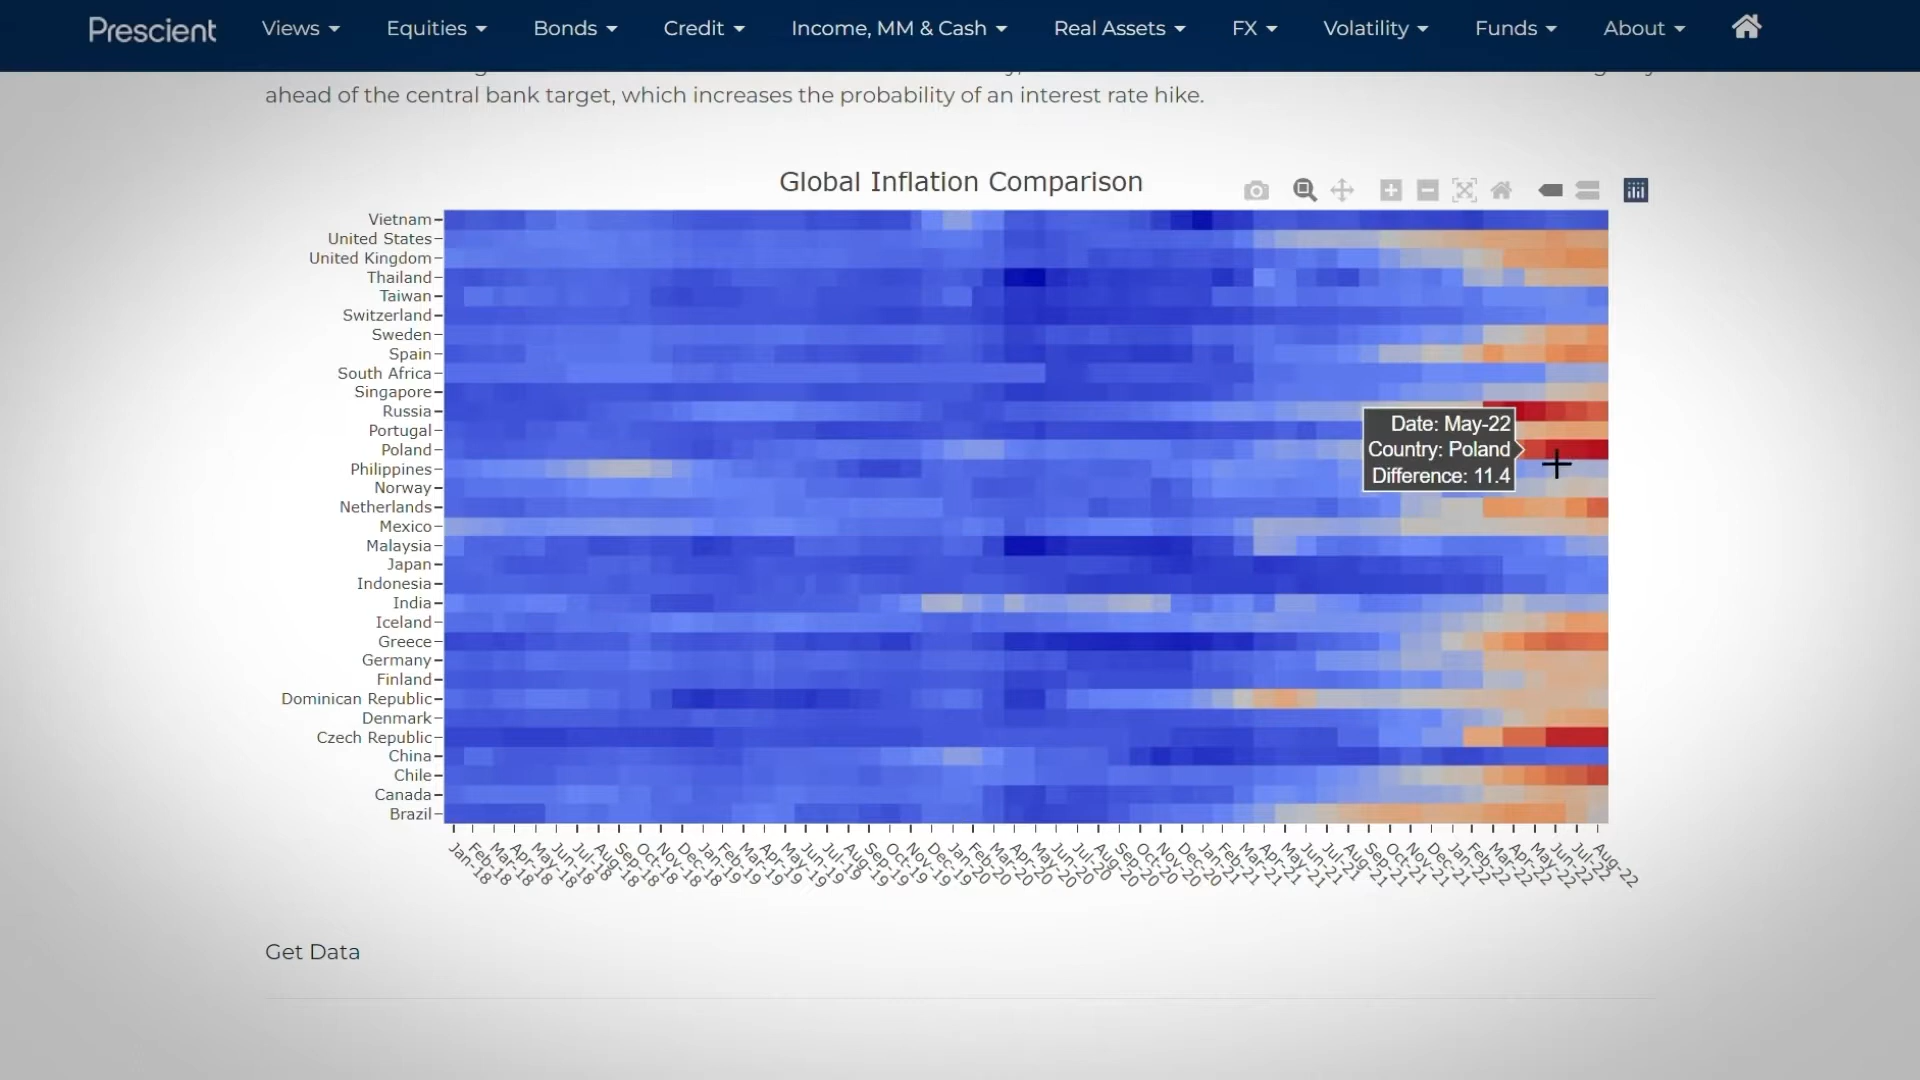 Prescient
Views Equities Bonds Credit Income, MM & Cash Real Assets FX Volatility Funds About
ahead of the central bank target, which increases the probability of an interest rate hike.
Global Inflation Comparison
Vietnam
United States
United Kingdom
Thailand
Taiwan
Switzerland
Sweden
Spain
South Africa
Singapore
Russia
Portugal
Poland
Philippines
Norway
Netherlands
Mexico
Malaysia
Japan
Indonesia
India
Iceland
Greece
Germany
Finland
Dominican Republic
Denmark
Czech Republic
China
Chile
Canada
Brazil
Date: May-22
Country: Poland
Difference: 11.4
Jan-18
Feb-18
Mar-18
Apr-18
May-18
Jun-18
Jul-18
Aug-18
Sep-18
Oct-18
Nov-18
Dec-18
Jan-19
Feb-19
Mar-19
Apr-19
May-19
Jun-19
Jul-19
Aug-19
Sep-19
Oct-19
Nov-19
Dec-19
Jan-20
Feb-20
Mar-20
Apr-20
May-20
Jun-20
Jul-20
Aug-20
Sep-20
Oct-20
Nov-20
Dec-20
Jan-21
Feb-21
Mar-21
Apr-21
May-21
Jun-21
Jul-21
Aug-21
Sep-21
Oct-21
Nov-21
Dec-21
Jan-22
Feb-22
Mar-22
Apr-22
May-22
Jun-22
Jul-22
Aug-22
Get Data